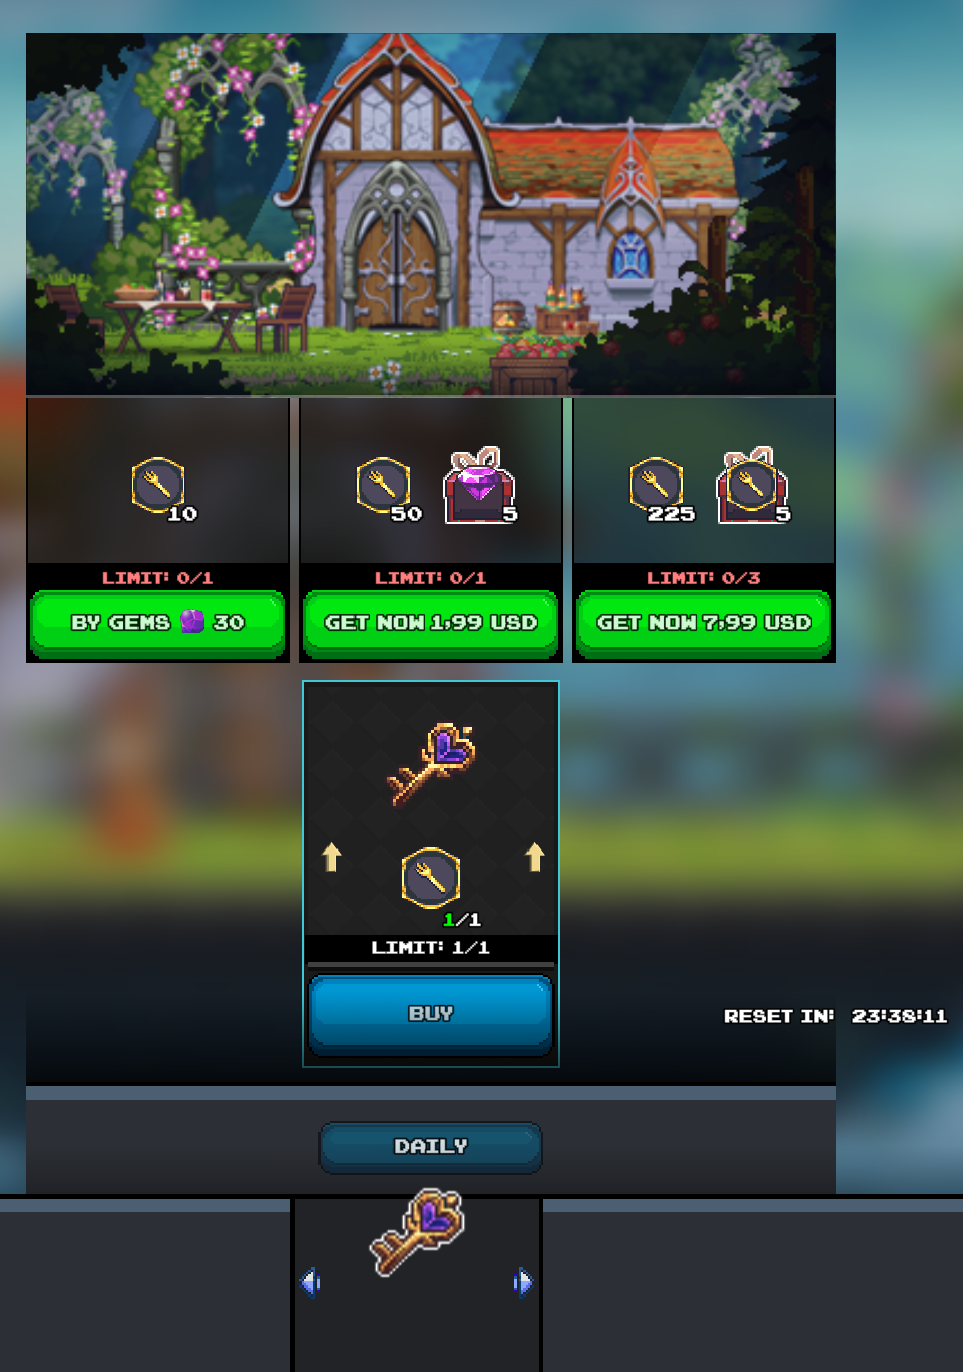 10
50
5
225
5
LIMIT: 0/1
LIMIT: 0/1
LIMIT: 0/3
BY GEMS 30
GET NOW 1,99 USD
GET NOW 7,99 USD
1/1
LIMIT: 1/1
BUY
RESET IN: 23:38:11
DAILY